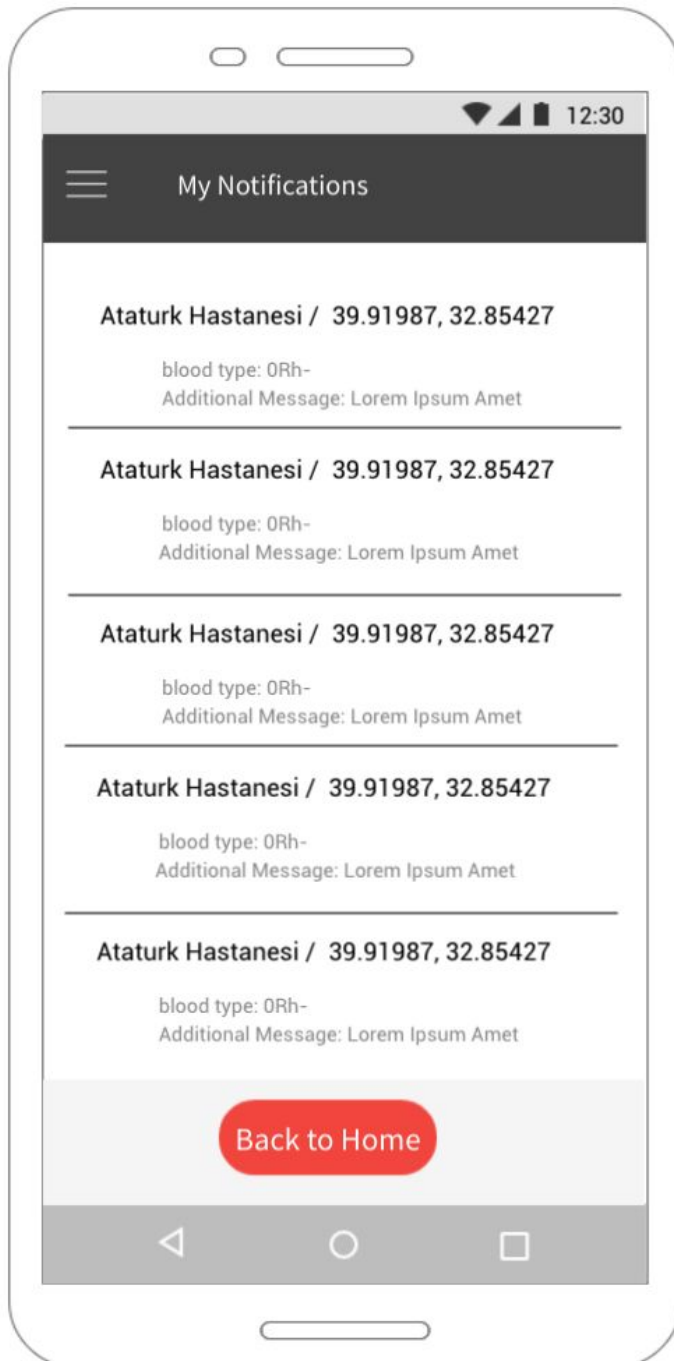 12:30
My Notifications
Ataturk Hastanesi / 39.91987, 32.85427
blood type: 0Rh-
Additional Message: Lorem Ipsum Amet
Ataturk Hastanesi / 39.91987, 32.85427
blood type: 0Rh-
Additional Message: Lorem Ipsum Amet
Ataturk Hastanesi / 39.91987, 32.85427
blood type: 0Rh-
Additional Message: Lorem Ipsum Amet
Ataturk Hastanesi / 39.91987, 32.85427
blood type: 0Rh-
Additional Message: Lorem Ipsum Amet
Ataturk Hastanesi / 39.91987, 32.85427
blood type: 0Rh-
Additional Message: Lorem Ipsum Amet
Back to Home